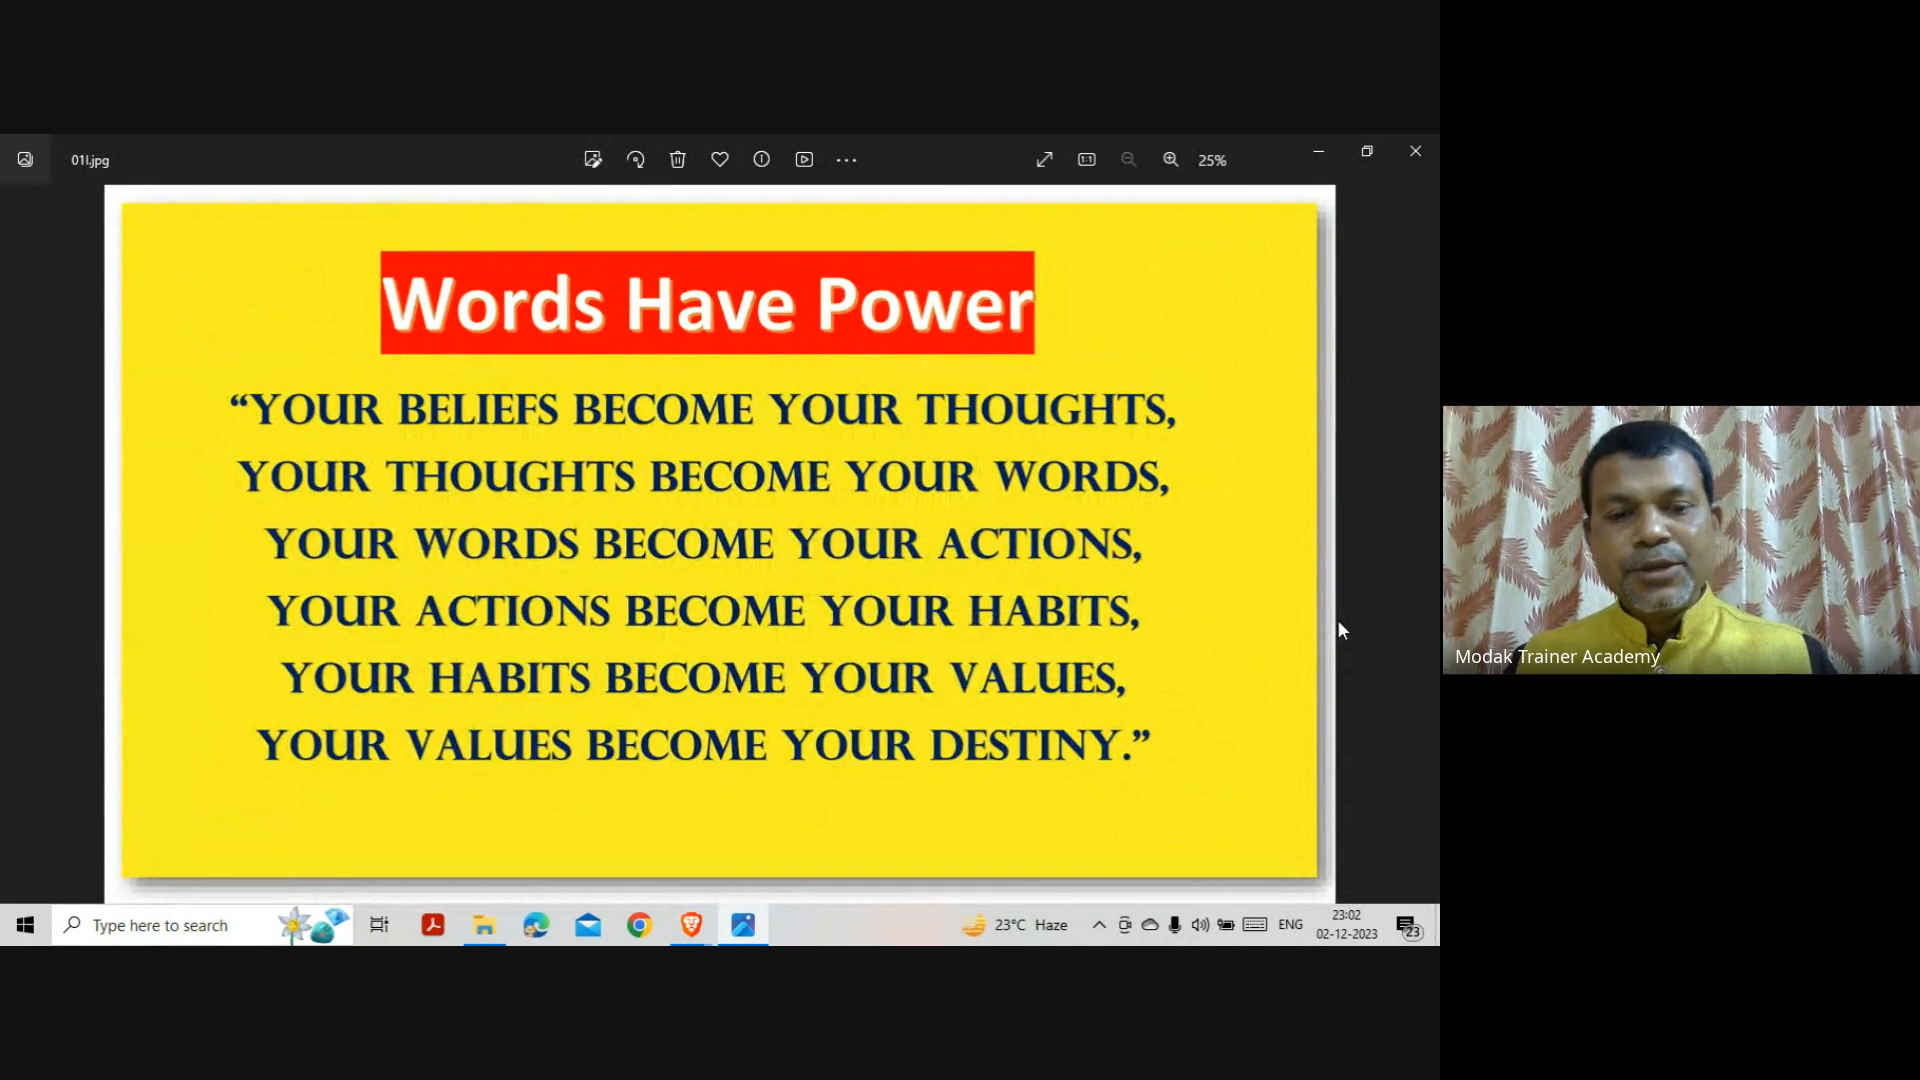 01l.jpg
25%
Words Have Power
“YOUR BELIEFS BECOME YOUR THOUGHTS,
YOUR THOUGHTS BECOME YOUR WORDS,
YOUR WORDS BECOME YOUR ACTIONS,
YOUR ACTIONS BECOME YOUR HABITS,
YOUR HABITS BECOME YOUR VALUES,
YOUR VALUES BECOME YOUR DESTINY.”
Modak Trainer Academy
Type here to search
23°C Haze
ENG
23:02
02-12-2023
23